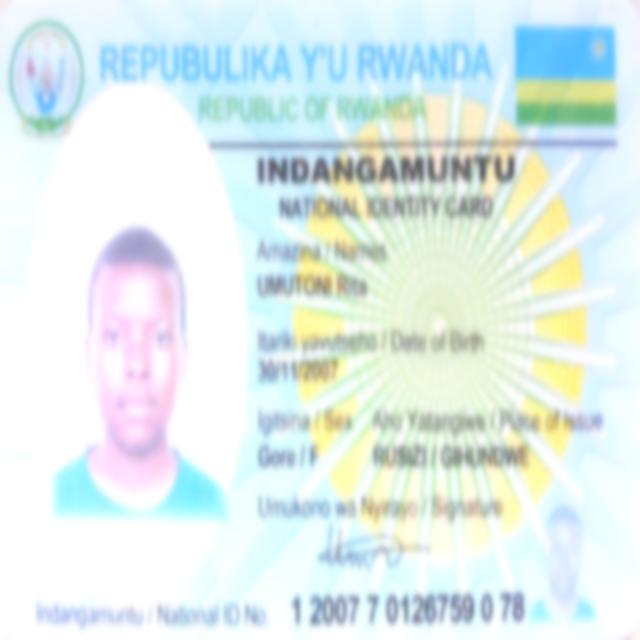 REPUBULIKA Y'U RWANDA
REPUBLIC OF RWANDA
INDANGAMUNTU
NATIONAL IDENTITY CARD
Amazina / Names
UMUTONI Rita
Itariki yavutseho / Date of Birth
30/11/2007
Igitsina / Sex Aho Yatangiwe / Place of Issue
Gore / F RUSIZI / GIHUNDWE
Umukono wa Nyirayo / Signature
Indangamuntu / National ID No. 1 2007 7 0126759 0 78